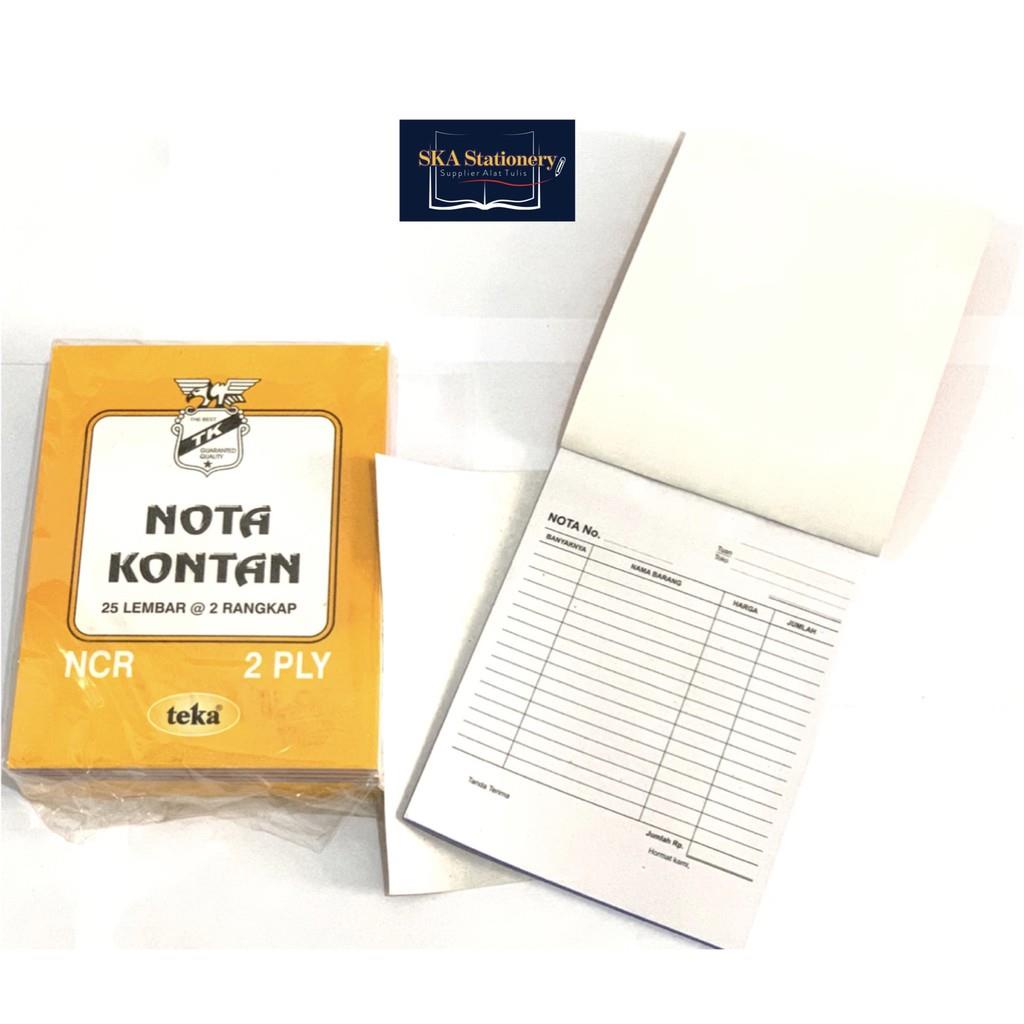 SKA Stationery
Supplier Alat Tulis
THE BEST
TK
GUARANTEED
QUALITY
NOTA
KONTAN
25 LEMBAR @ 2 RANGKAP
NCR 2 PLY
teka®
NOTA No.
Tuan
Toko
BANYAKNYA NAMA BARANG HARGA JUMLAH
Tanda Terima
Jumlah Rp.
Hormat kami,